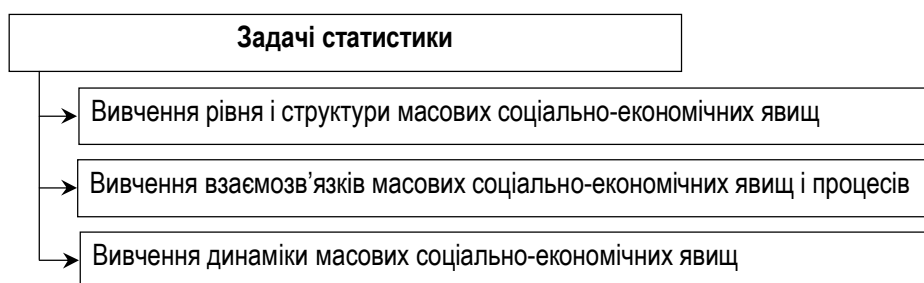 Задачі статистики
Вивчення рівня і структури масових соціально-економічних явищ
Вивчення взаємозв’язків масових соціально-економічних явищ і процесів
Вивчення динаміки масових соціально-економічних явищ